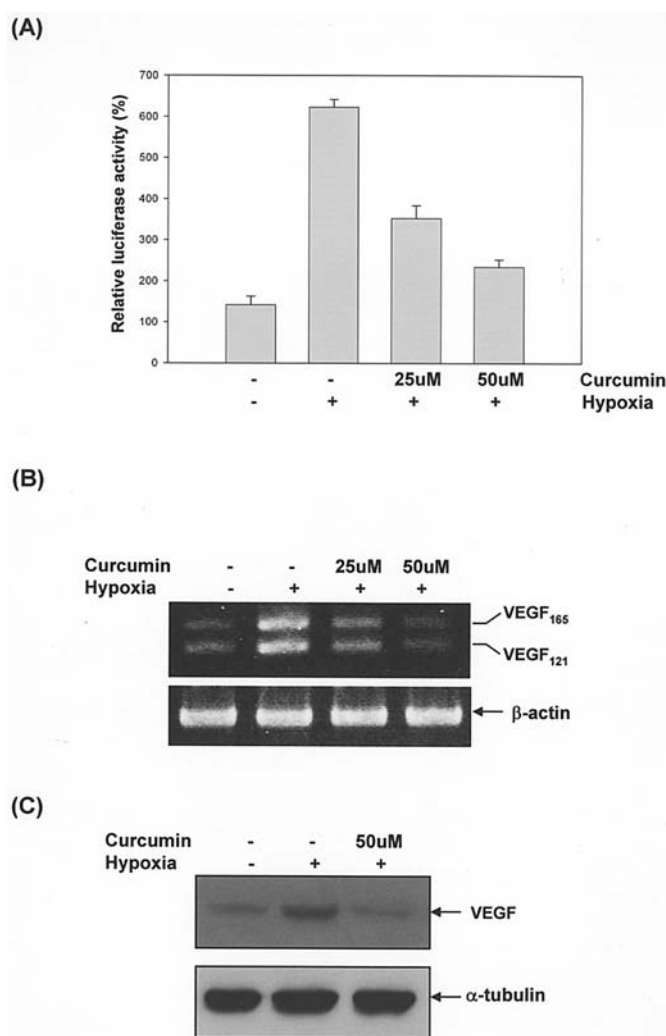 (A)
Relative luciferase activity (%)
700
600
500
400
300
200
100
0
- - 25uM 50uM Curcumin
- + + + Hypoxia
(B)
Curcumin - - 25uM 50uM
Hypoxia - + + +
VEGF165
VEGF121
β-actin
(C)
Curcumin - - 50uM
Hypoxia - + +
VEGF
α-tubulin